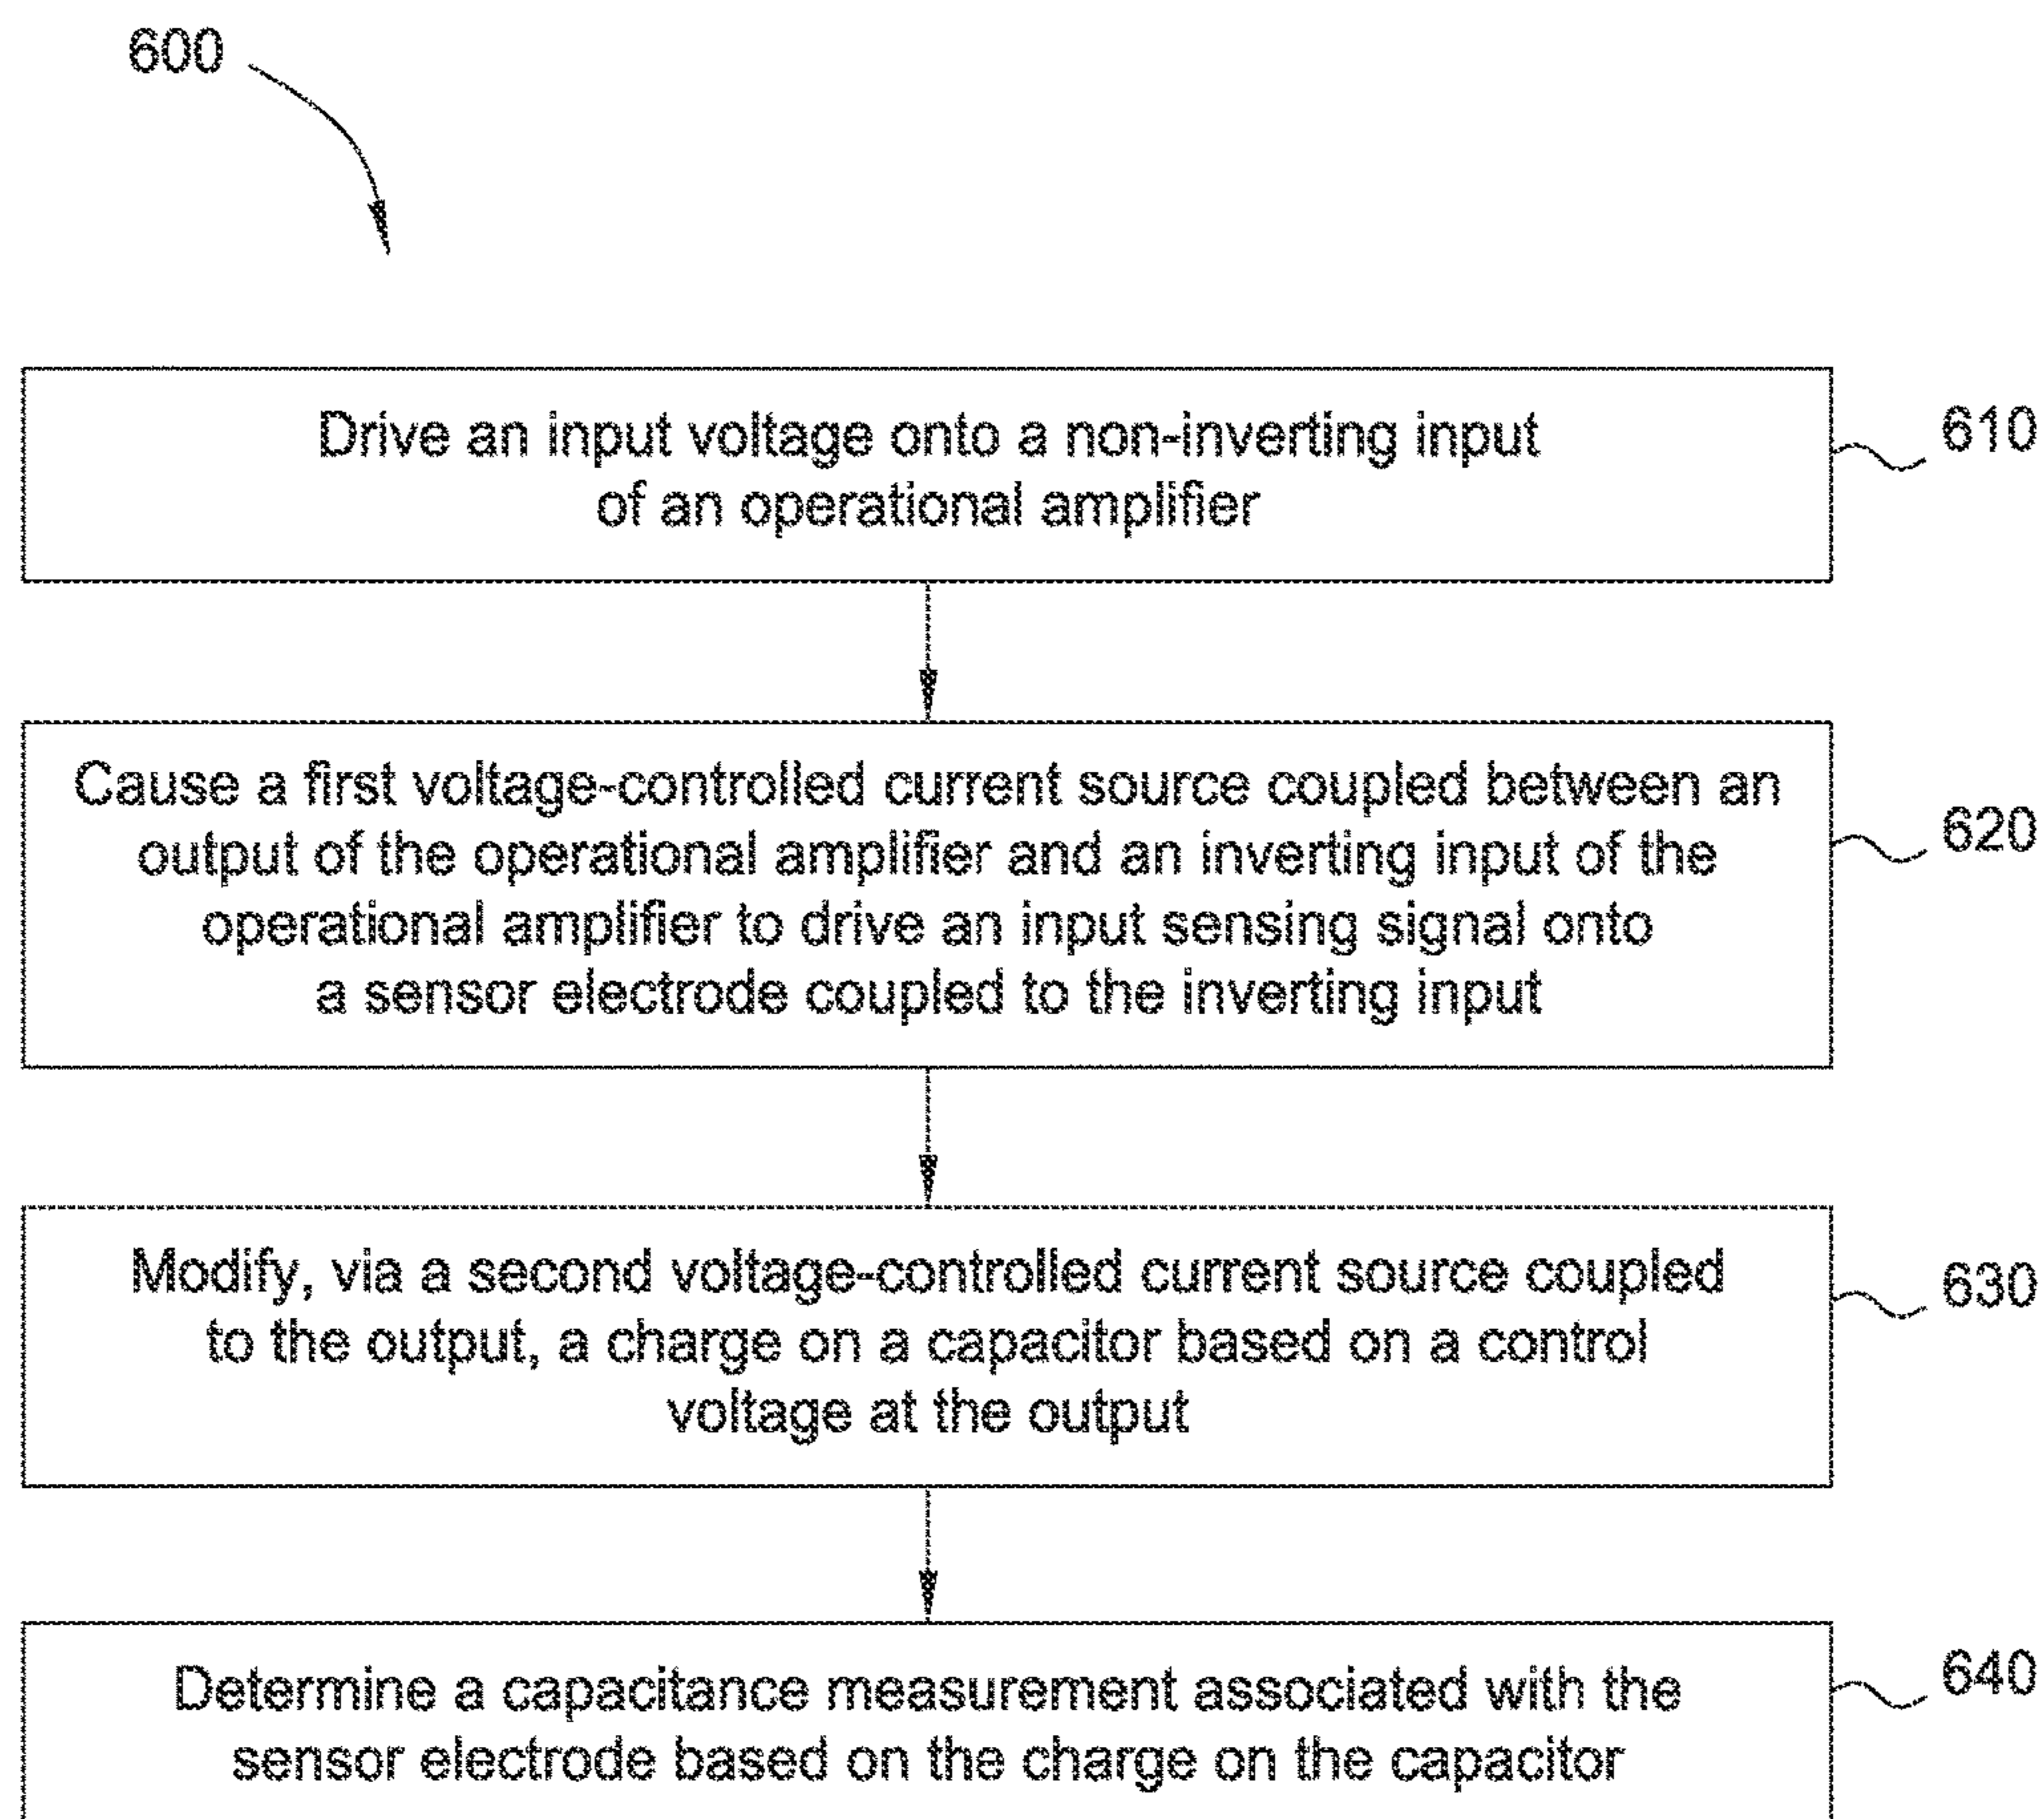 600
Drive an input voltage onto a non-inverting input
of an operational amplifier
610
Cause a first voltage-controlled current source coupled between an
output of the operational amplifier and an inverting input of the
operational amplifier to drive an input sensing signal onto
a sensor electrode coupled to the inverting input
620
Modify, via a second voltage-controlled current source coupled
to the output, a charge on a capacitor based on a control
voltage at the output
630
Determine a capacitance measurement associated with the
sensor electrode based on the charge on the capacitor
640